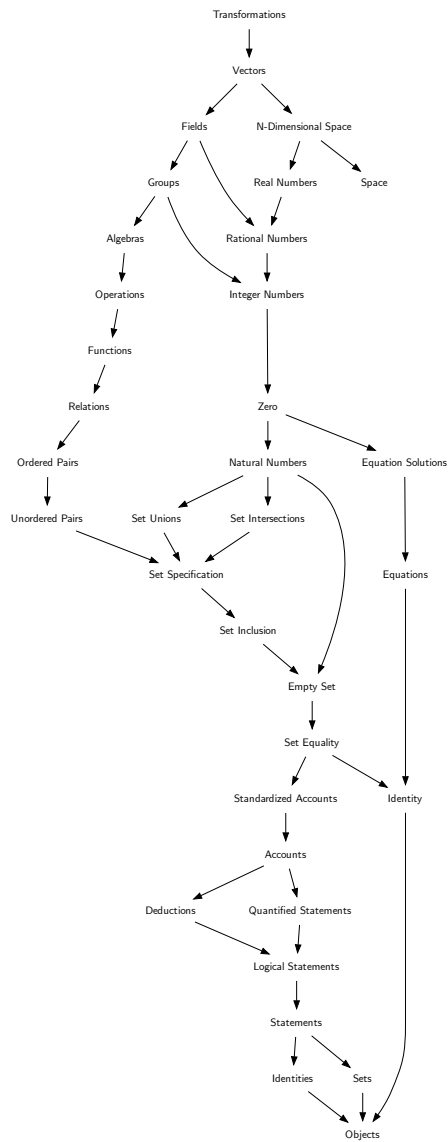 Transformations
Vectors
Fields
N-Dimensional Space
Groups
Real Numbers
Space
Algebras
Rational Numbers
Operations
Integer Numbers
Functions
Relations
Zero
Ordered Pairs
Natural Numbers
Equation Solutions
Unordered Pairs
Set Unions
Set Intersections
Set Specification
Equations
Set Inclusion
Empty Set
Set Equality
Standardized Accounts
Identity
Accounts
Deductions
Quantified Statements
Logical Statements
Statements
Identities
Sets
Objects